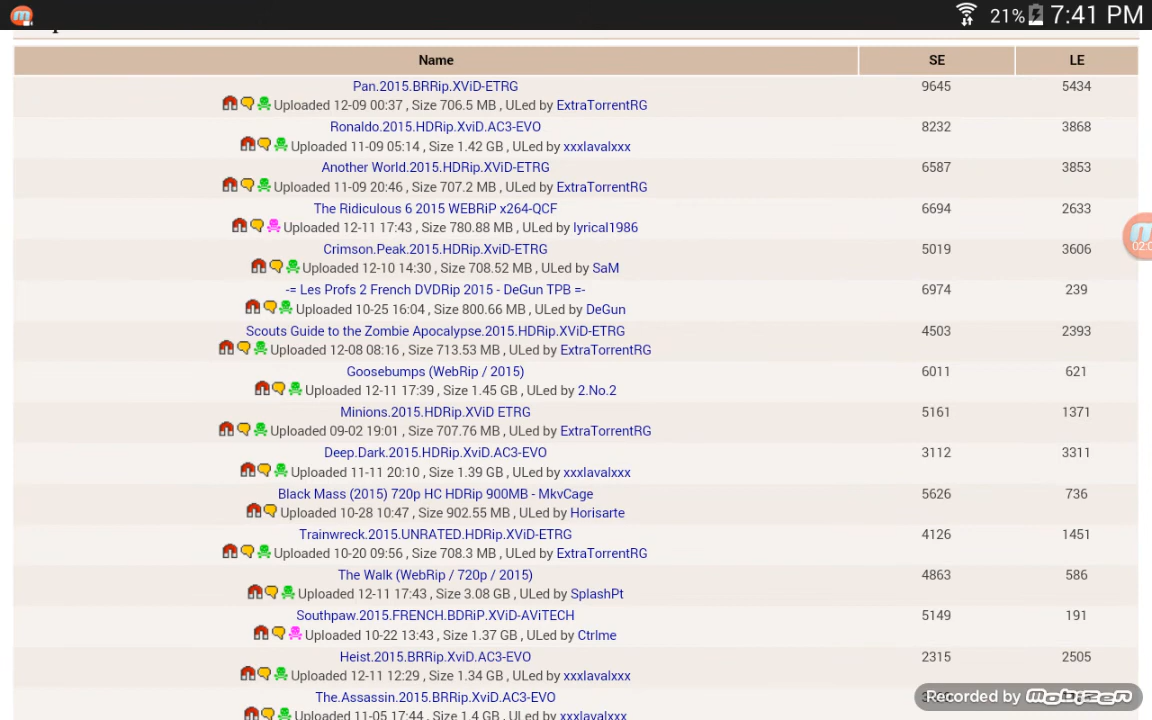 21% 7:41 PM
Name SE LE
Pan.2015.BRRip.XViD-ETRG 9645 5434
Uploaded 12-09 00:37 , Size 706.5 MB , ULed by ExtraTorrentRG
Ronaldo.2015.HDRip.XviD.AC3-EVO 8232 3868
Uploaded 11-09 05:14 , Size 1.42 GB , ULed by xxxlavalxxx
Another World.2015.HDRip.XViD-ETRG 6587 3853
Uploaded 11-09 20:46 , Size 707.2 MB , ULed by ExtraTorrentRG
The Ridiculous 6 2015 WEBRiP x264-QCF 6694 2633
Uploaded 12-11 17:43 , Size 780.88 MB , ULed by lyrical1986
Crimson.Peak.2015.HDRip.XviD-ETRG 5019 3606
Uploaded 12-10 14:30 , Size 708.52 MB , ULed by SaM
-= Les Profs 2 French DVDRip 2015 - DeGun TPB =- 6974 239
Uploaded 10-25 16:04 , Size 800.66 MB , ULed by DeGun
Scouts Guide to the Zombie Apocalypse.2015.HDRip.XViD-ETRG 4503 2393
Uploaded 12-08 08:16 , Size 713.53 MB , ULed by ExtraTorrentRG
Goosebumps (WebRip / 2015) 6011 621
Uploaded 12-11 17:39 , Size 1.45 GB , ULed by 2.No.2
Minions.2015.HDRip.XViD ETRG 5161 1371
Uploaded 09-02 19:01 , Size 707.76 MB , ULed by ExtraTorrentRG
Deep.Dark.2015.HDRip.XviD.AC3-EVO 3112 3311
Uploaded 11-11 20:10 , Size 1.39 GB , ULed by xxxlavalxxx
Black Mass (2015) 720p HC HDRip 900MB - MkvCage 5626 736
Uploaded 10-28 10:47 , Size 902.55 MB , ULed by Horisarte
Trainwreck.2015.UNRATED.HDRip.XViD-ETRG 4126 1451
Uploaded 10-20 09:56 , Size 708.3 MB , ULed by ExtraTorrentRG
The Walk (WebRip / 720p / 2015) 4863 586
Uploaded 12-11 17:43 , Size 3.08 GB , ULed by SplashPt
Southpaw.2015.FRENCH.BDRiP.XViD-AViTECH 5149 191
Uploaded 10-22 13:43 , Size 1.37 GB , ULed by Ctrlme
Heist.2015.BRRip.XviD.AC3-EVO 2315 2505
Uploaded 12-11 12:29 , Size 1.34 GB , ULed by xxxlavalxxx
The.Assassin.2015.BRRip.XviD.AC3-EVO
Uploaded 11-05 17:44 , Size 1.4 GB , ULed by xxxlavalxxx
Recorded by mobizen